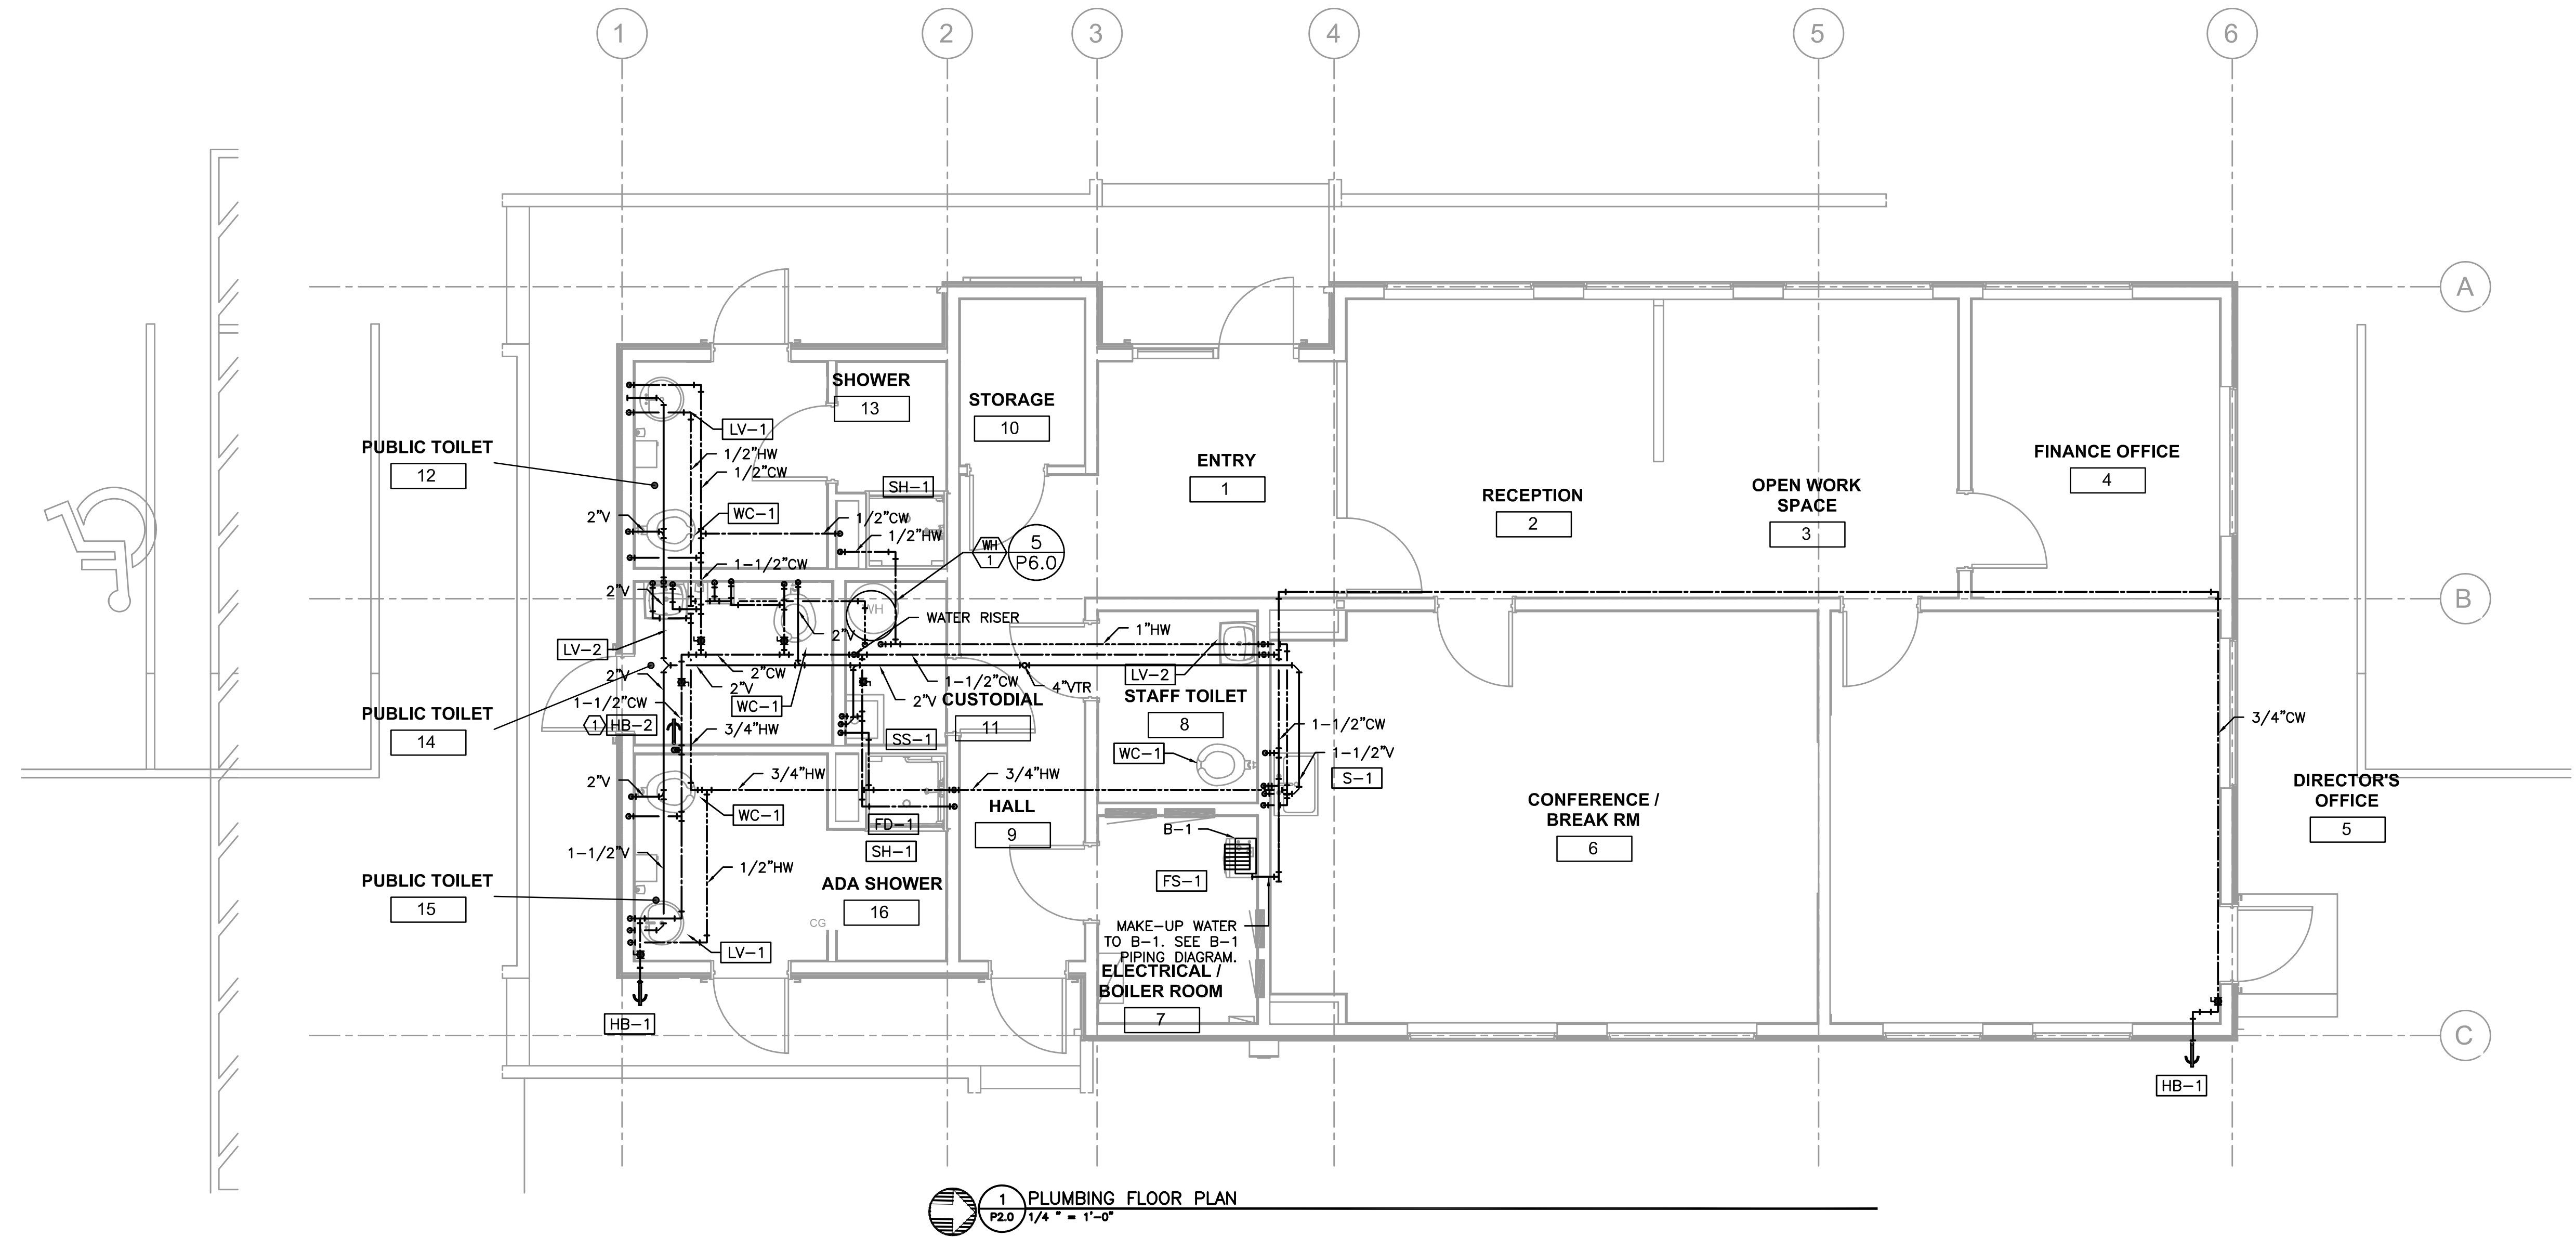 1
2
3
4
5
6
A
B
C
SHOWER
13
STORAGE
10
LV-1
PUBLIC TOILET
12
1/2"HW
1/2"CW
ENTRY
1
FINANCE OFFICE
4
RECEPTION
2
OPEN WORK
SPACE
3
SH-1
WC-1
2"V
1/2"CW
1/2"HW
WH
1
5
P6.0
1-1/2"CW
2"V
WH
WATER RISER
1"HW
LV-2
2"V
2"V
2"CW
2"V
1-1/2"CW
2"V
4"VTR
LV-2
STAFF TOILET
8
CUSTODIAL
11
WC-1
1-1/2"CW
PUBLIC TOILET
14
1
HB-2
3/4"HW
SS-1
WC-1
1-1/2"CW
1-1/2"V
S-1
3/4"CW
2"V
3/4"HW
3/4"HW
WC-1
HALL
9
FD-1
SH-1
B-1
CONFERENCE /
BREAK RM
6
DIRECTOR'S
OFFICE
5
1-1/2"V
1/2"HW
PUBLIC TOILET
15
ADA SHOWER
16
CG
FS-1
LV-1
MAKE-UP WATER
TO B-1. SEE B-1
PIPING DIAGRAM.
ELECTRICAL /
BOILER ROOM
7
HB-1
HB-1
1
P2.0
PLUMBING FLOOR PLAN
1/4 " = 1'-0"